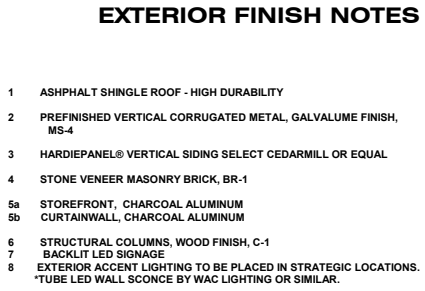 EXTERIOR FINISH NOTES
1 ASHPHALT SHINGLE ROOF - HIGH DURABILITY
2 PREFINISHED VERTICAL CORRUGATED METAL, GALVALUME FINISH,
MS-4
3 HARDIEPANEL® VERTICAL SIDING SELECT CEDARMILL OR EQUAL
4 STONE VENEER MASONRY BRICK, BR-1
5a STOREFRONT, CHARCOAL ALUMINUM
5b CURTAINWALL, CHARCOAL ALUMINUM
6 STRUCTURAL COLUMNS, WOOD FINISH, C-1
7 BACKLIT LED SIGNAGE
8 EXTERIOR ACCENT LIGHTING TO BE PLACED IN STRATEGIC LOCATIONS.
*TUBE LED WALL SCONCE BY WAC LIGHTING OR SIMILAR.